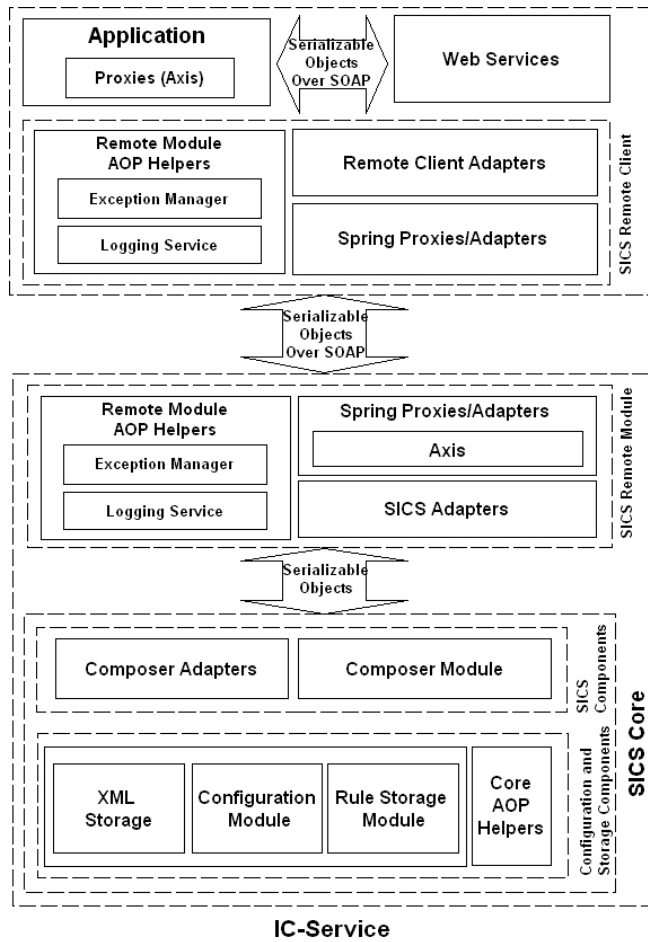 Application
Proxies (Axis)
Serializable
Objects
Over SOAP
Web Services
Remote Module
AOP Helpers
Exception Manager
Logging Service
Remote Client Adapters
Spring Proxies/Adapters
SICS Remote Client
Serializable
Objects
Over SOAP
Remote Module
AOP Helpers
Exception Manager
Logging Service
Spring Proxies/Adapters
Axis
SICS Adapters
SICS Remote Module
Serializable
Objects
Composer Adapters
Composer Module
SICS
Components
XML
Storage
Configuration
Module
Rule Storage
Module
Core
AOP
Helpers
Configuration and
Storage Components
SICS Core
IC-Service